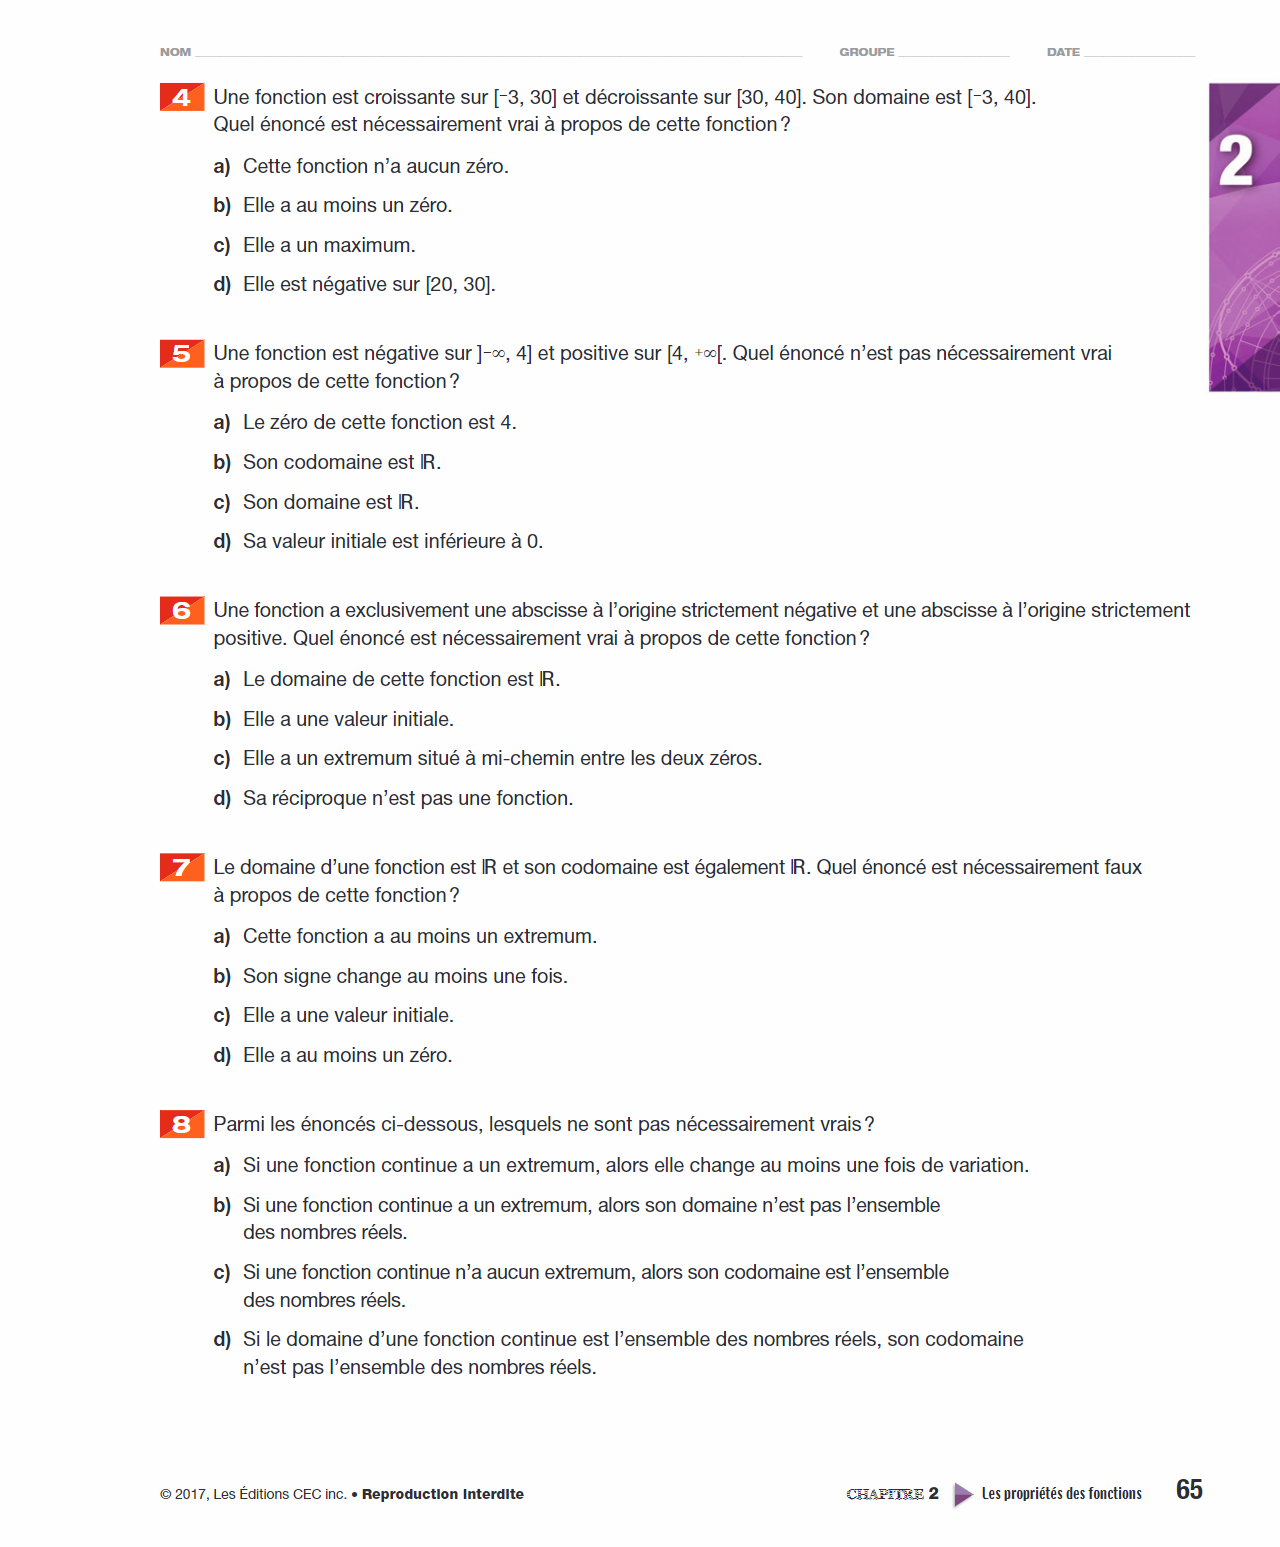 NOM GROUPE DATE
4 Une fonction est croissante sur [⁻3, 30] et décroissante sur [30, 40]. Son domaine est [⁻3, 40].
Quel énoncé est nécessairement vrai à propos de cette fonction ?
a) Cette fonction n’a aucun zéro.
b) Elle a au moins un zéro.
c) Elle a un maximum.
d) Elle est négative sur [20, 30].
2
5 Une fonction est négative sur ]⁻∞, 4] et positive sur [4, ⁺∞[. Quel énoncé n’est pas nécessairement vrai
à propos de cette fonction ?
a) Le zéro de cette fonction est 4.
b) Son codomaine est ℝ.
c) Son domaine est ℝ.
d) Sa valeur initiale est inférieure à 0.
6 Une fonction a exclusivement une abscisse à l’origine strictement négative et une abscisse à l’origine strictement
positive. Quel énoncé est nécessairement vrai à propos de cette fonction ?
a) Le domaine de cette fonction est ℝ.
b) Elle a une valeur initiale.
c) Elle a un extremum situé à mi-chemin entre les deux zéros.
d) Sa réciproque n’est pas une fonction.
7 Le domaine d’une fonction est ℝ et son codomaine est également ℝ. Quel énoncé est nécessairement faux
à propos de cette fonction ?
a) Cette fonction a au moins un extremum.
b) Son signe change au moins une fois.
c) Elle a une valeur initiale.
d) Elle a au moins un zéro.
8 Parmi les énoncés ci-dessous, lesquels ne sont pas nécessairement vrais ?
a) Si une fonction continue a un extremum, alors elle change au moins une fois de variation.
b) Si une fonction continue a un extremum, alors son domaine n’est pas l’ensemble
des nombres réels.
c) Si une fonction continue n’a aucun extremum, alors son codomaine est l’ensemble
des nombres réels.
d) Si le domaine d’une fonction continue est l’ensemble des nombres réels, son codomaine
n’est pas l’ensemble des nombres réels.
© 2017, Les Éditions CEC inc. • Reproduction interdite CHAPITRE 2 Les propriétés des fonctions 65